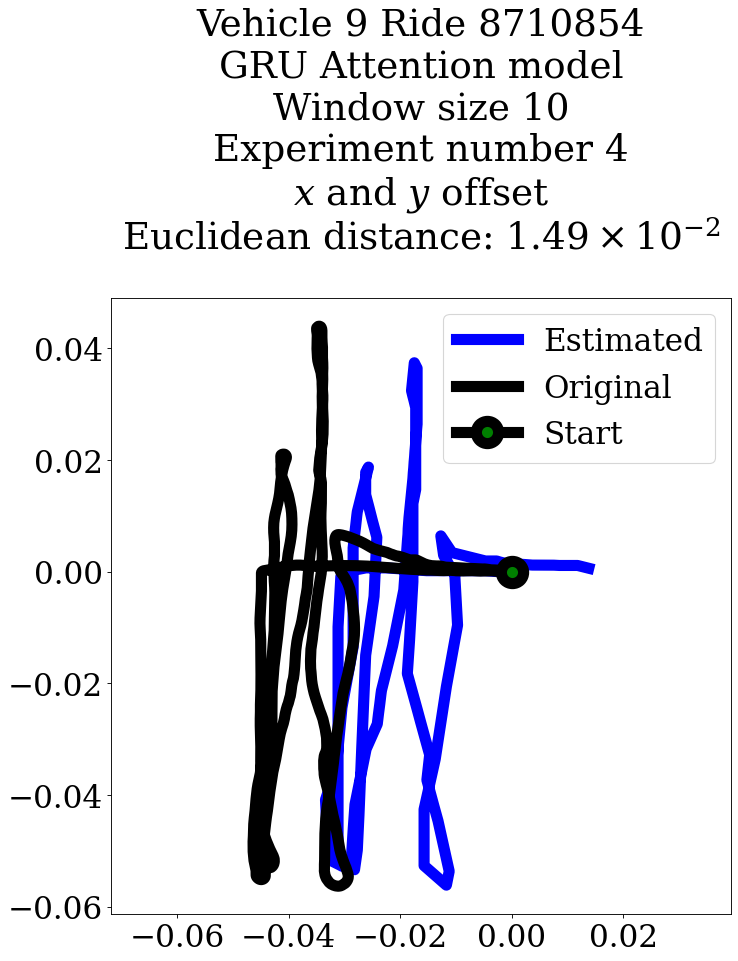 Vehicle 9 Ride 8710854
GRU Attention model
Window size 10
Experiment number 4
x and y offset
Euclidean distance: 1.49 × 10⁻²
Estimated
Original
Start
0.04
0.02
0.00
−0.02
−0.04
−0.06
−0.06 −0.04 −0.02 0.00 0.02